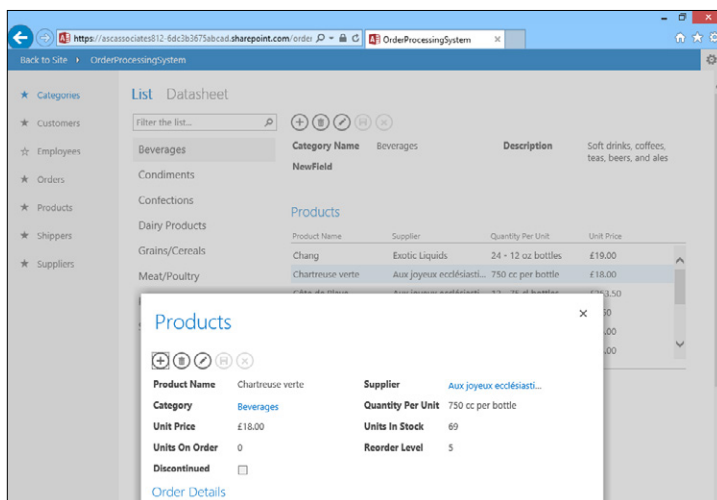 https://ascassociates812-6dc3b3675abcad.sharepoint.com/order
OrderProcessingSystem
Back to Site
OrderProcessingSystem
Categories
Customers
Employees
Orders
Products
Shippers
Suppliers
List Datasheet
Filter the list...
Beverages
Condiments
Confections
Dairy Products
Grains/Cereals
Meat/Poultry
Category Name Beverages Description Soft drinks, coffees,
teas, beers, and ales
NewField
Products
Product Name Supplier Quantity Per Unit Unit Price
Chang Exotic Liquids 24 - 12 oz bottles £19.00
Chartreuse verte Aux joyeux ecclésiasti... 750 cc per bottle £18.00
Products
Product Name Chartreuse verte Supplier Aux joyeux ecclésiasti...
Category Beverages Quantity Per Unit 750 cc per bottle
Unit Price £18.00 Units In Stock 69
Units On Order 0 Reorder Level 5
Discontinued
Order Details